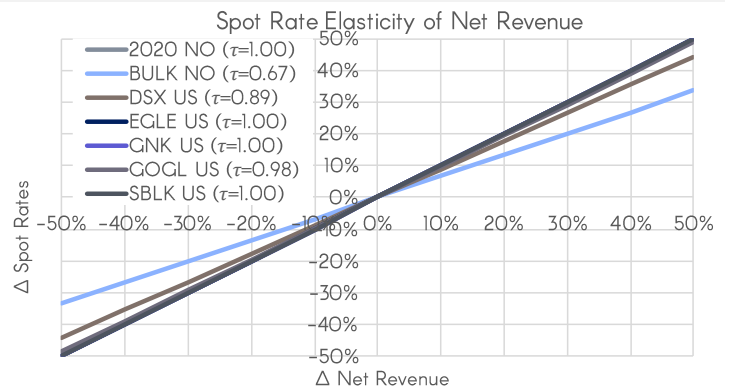 Spot Rate Elasticity of Net Revenue
50%
2020 NO (τ=1.00)
40%
BULK NO (τ=0.67)
30%
DSX US (τ=0.89)
20%
EGLE US (τ=1.00)
GNK US (τ=1.00)
10%
GOGL US (τ=0.98)
0%
SBLK US (τ=1.00)
-50% -40% -30% -20% -10% 0% 10% 20% 30% 40% 50%
-10%
-20%
-30%
-40%
-50%
Δ Spot Rates
Δ Net Revenue